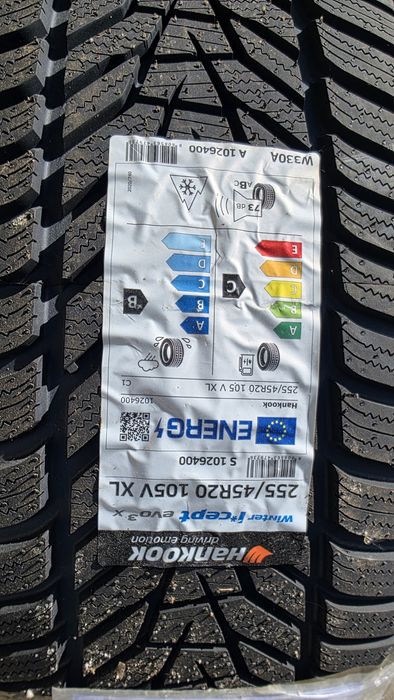 Hankook
driving emotion
Winter i*cept evo3 x
255/45R20 105V XL
S 1026400
ENERG
Hankook
1026400
255/45R20 105 V XL
C1
A
B
C
D
E
C
A
B
C
D
E
B
73 dB
ABC
W330A
A 1026400